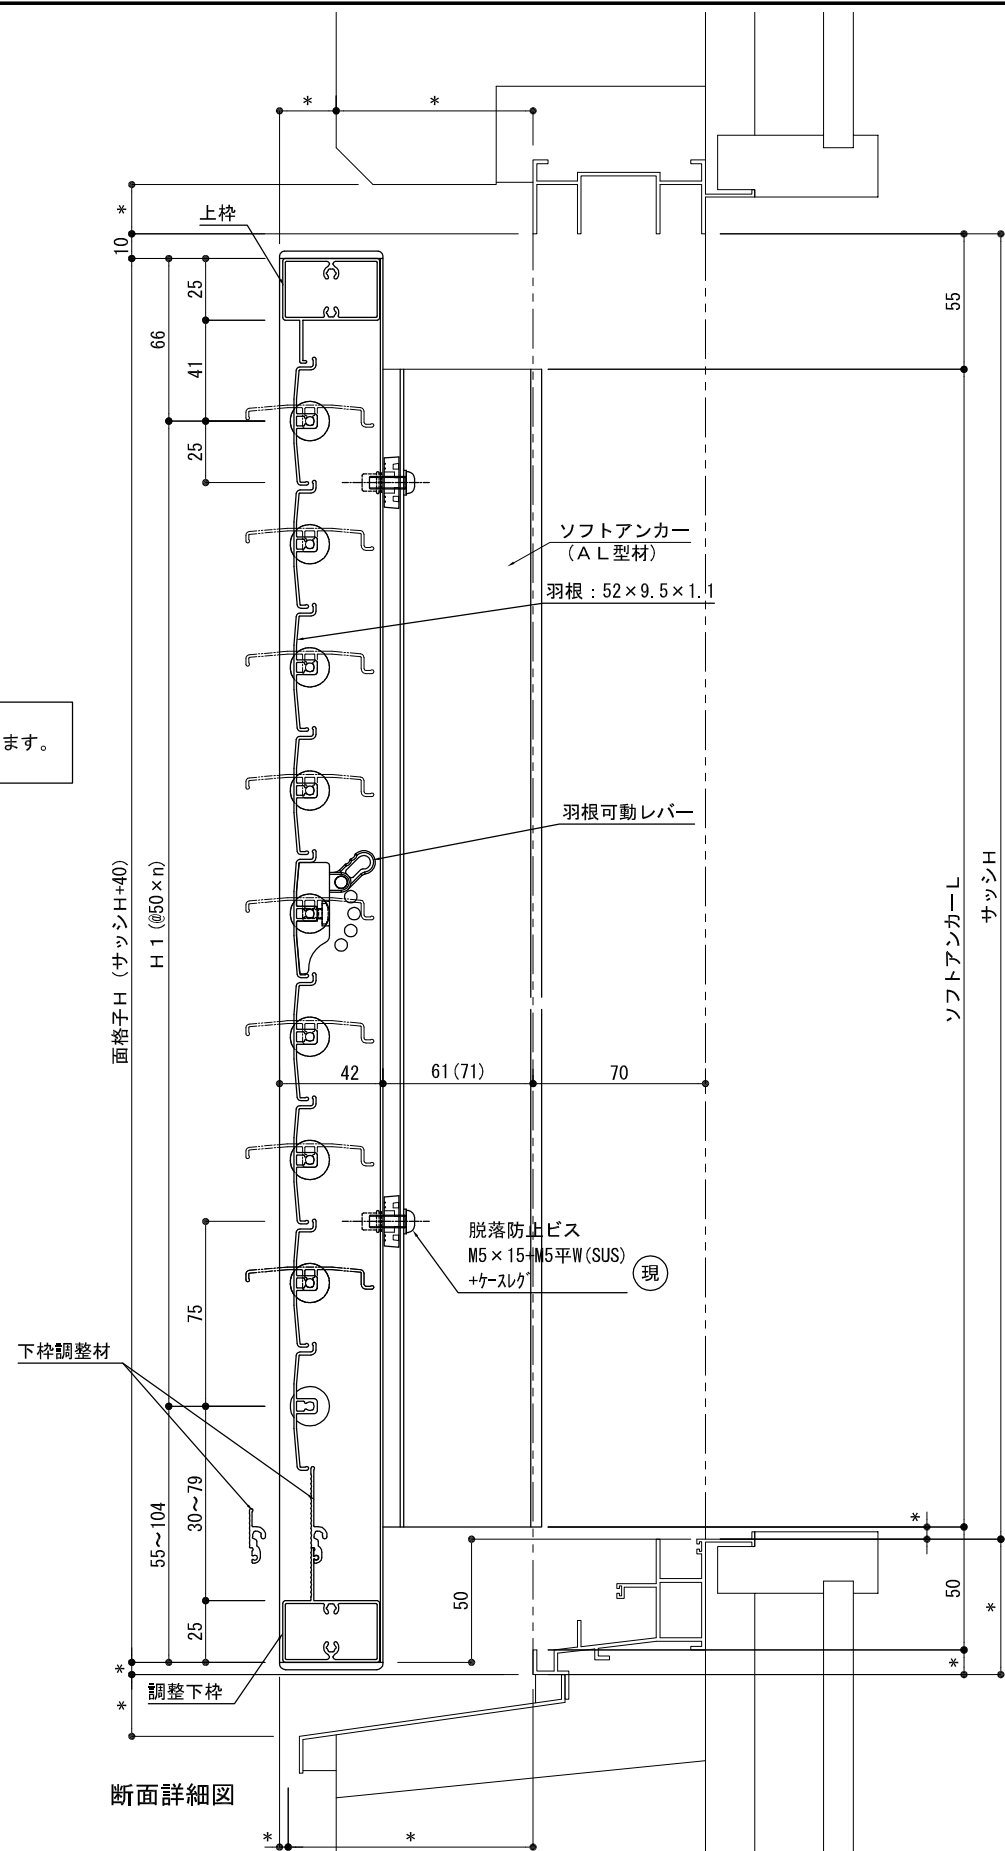 *
*
*
上枠
10
25
66
41
25
55
ソフトアンカー
(AL型材)
羽根：52×9.5×1.1
ます。
羽根可動レバー
面格子H (サッシH+40)
H1 (@50×n)
ソフトアンカーL
サッシH
42
61(71)
70
脱落防止ビス
M5×15+M5平W(SUS)
+ケースレグ
現
75
下枠調整材
30～79
55～104
*
50
50
*
25
*
*
*
調整下枠
断面詳細図
*
*